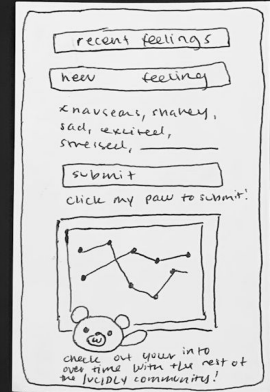 recent feelings
new feeling
xnauseas, shakey,
sad, excited,
stressed,
submit
click my paw to submit!
check out your info
over time with the rest of
the lucidly community!